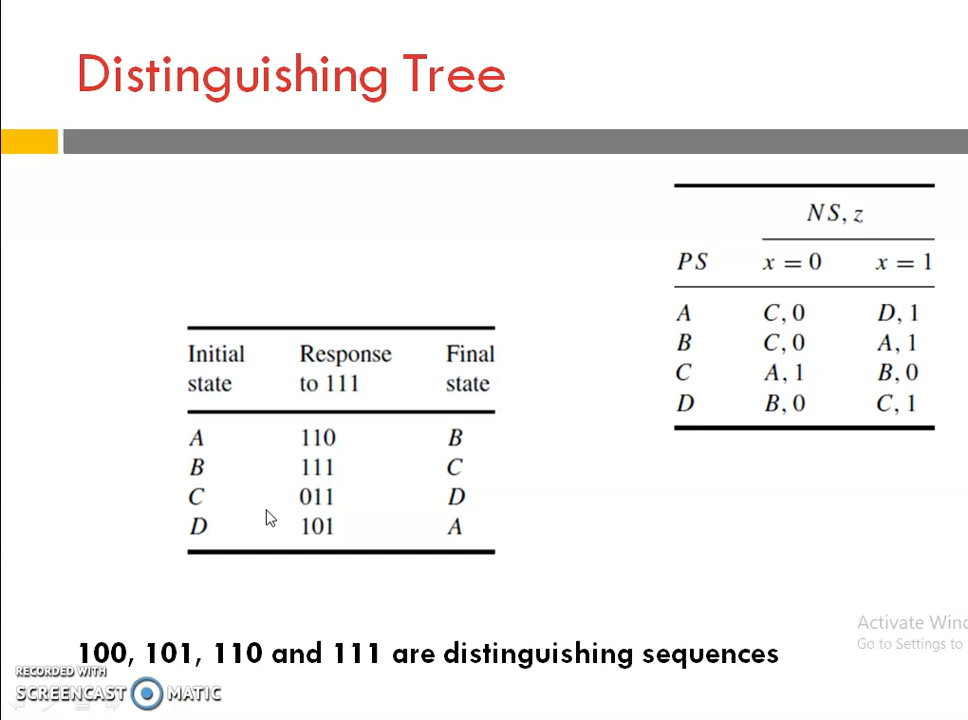 Distinguishing Tree
NS, z
PS x = 0 x = 1
A C, 0 D, 1
B C, 0 A, 1
C A, 1 B, 0
D B, 0 C, 1
Initial Response Final
state to 111 state
A 110 B
B 111 C
C 011 D
D 101 A
Activate Wind
Go to Settings to
100, 101, 110 and 111 are distinguishing sequences
RECORDED WITH
SCREENCAST MATIC